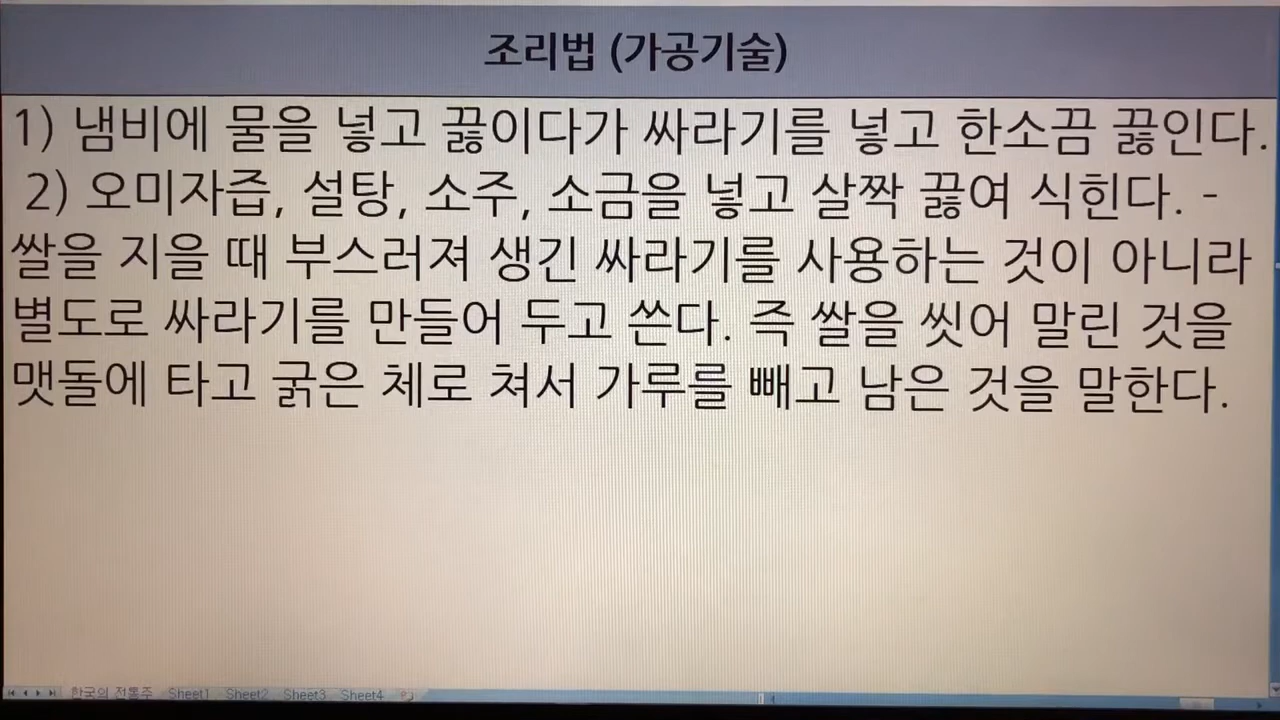 조리법 (가공기술)
1) 냄비에 물을 넣고 끓이다가 싸라기를 넣고 한소끔 끓인다.
2) 오미자즙, 설탕, 소주, 소금을 넣고 살짝 끓여 식힌다. -
쌀을 지을 때 부스러져 생긴 싸라기를 사용하는 것이 아니라
별도로 싸라기를 만들어 두고 쓴다. 즉 쌀을 씻어 말린 것을
맷돌에 타고 굵은 체로 쳐서 가루를 빼고 남은 것을 말한다.
한국의 전통주 Sheet1 Sheet2 Sheet3 Sheet4